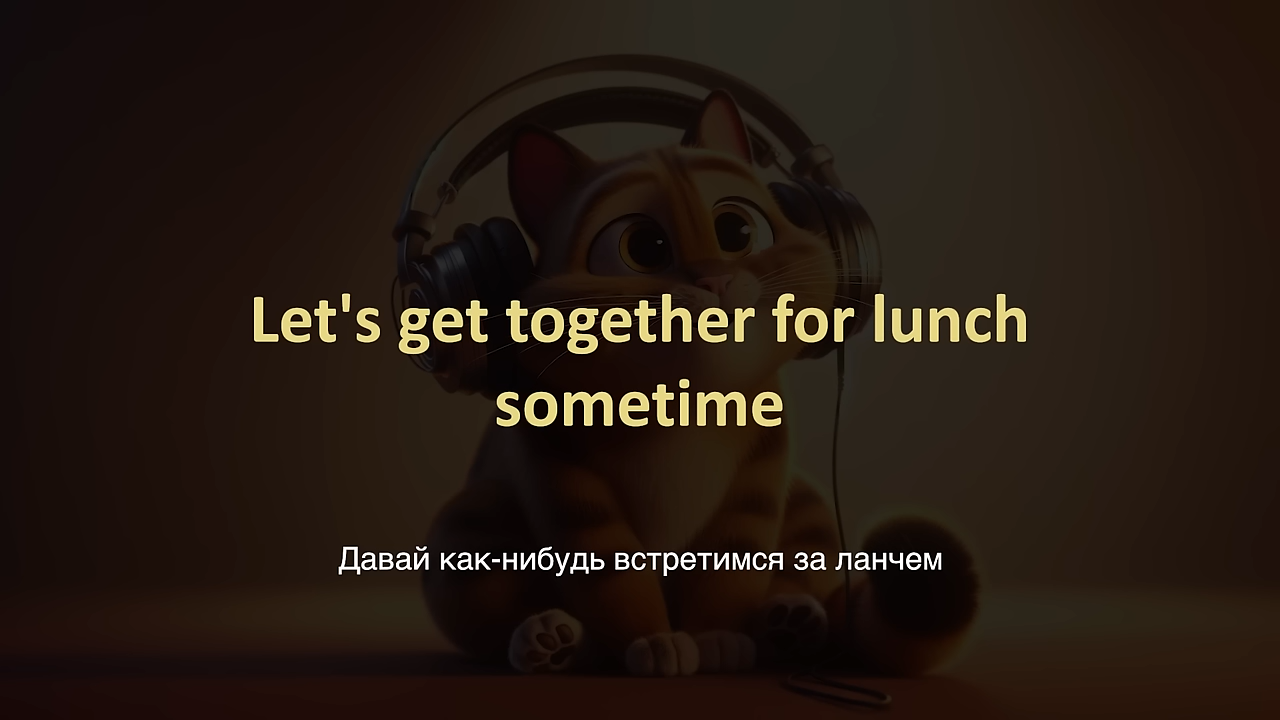 Let's get together for lunch
sometime
Давай как-нибудь встретимся за ланчем